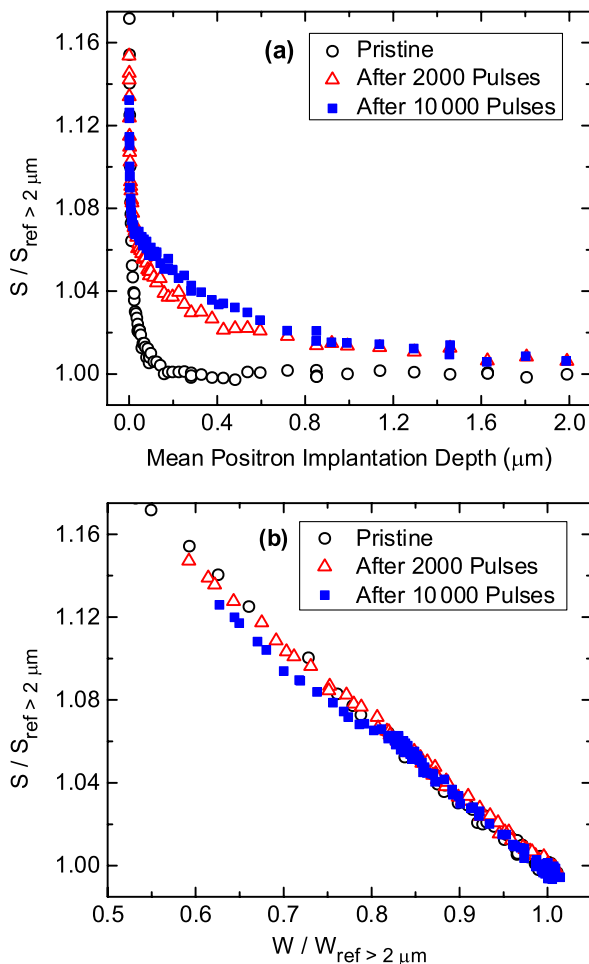 1.16
(a)
Pristine
After 2000 Pulses
After 10 000 Pulses
1.12
1.08
1.04
1.00
S / S ref > 2 μm
0.0 0.4 0.8 1.2 1.6 2.0
Mean Positron Implantation Depth (μm)
1.16
(b)
Pristine
After 2000 Pulses
After 10 000 Pulses
1.12
1.08
1.04
1.00
S / S ref > 2 μm
0.5 0.6 0.7 0.8 0.9 1.0
W / W ref > 2 μm